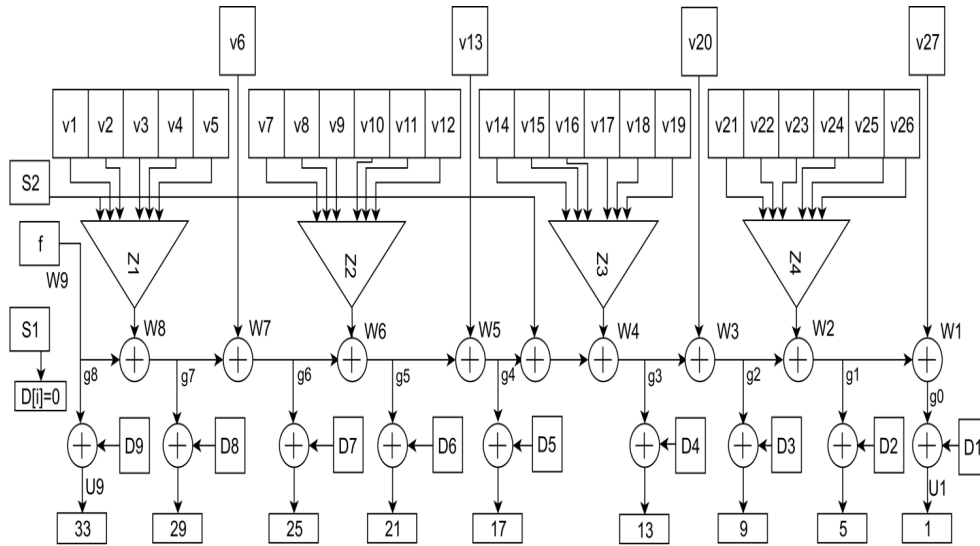 v6 v13 v20 v27
v1 v2 v3 v4 v5 v7 v8 v9 v10 v11 v12 v14 v15 v16 v17 v18 v19 v21 v22 v23 v24 v25 v26
S2
f
Z1 Z2 Z3 Z4
W9
S1
W8 W7 W6 W5 W4 W3 W2 W1
g8 g7 g6 g5 g4 g3 g2 g1 g0
D[i]=0
D9 D8 D7 D6 D5 D4 D3 D2 D1
U9 U1
33 29 25 21 17 13 9 5 1